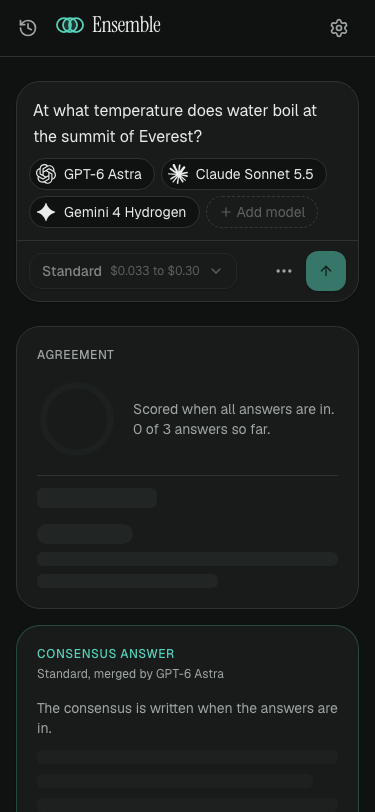 Ensemble
At what temperature does water boil at
the summit of Everest?
GPT-6 Astra
Claude Sonnet 5.5
Gemini 4 Hydrogen
+ Add model
Standard $0.033 to $0.30
AGREEMENT
Scored when all answers are in.
0 of 3 answers so far.
CONSENSUS ANSWER
Standard, merged by GPT-6 Astra
The consensus is written when the answers are
in.